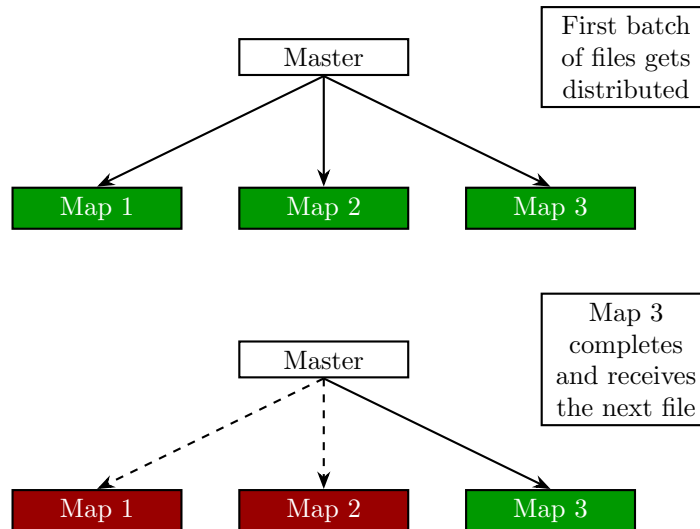 Master
First batch
of files gets
distributed
Map 1
Map 2
Map 3
Master
Map 3
completes
and receives
the next file
Map 1
Map 2
Map 3